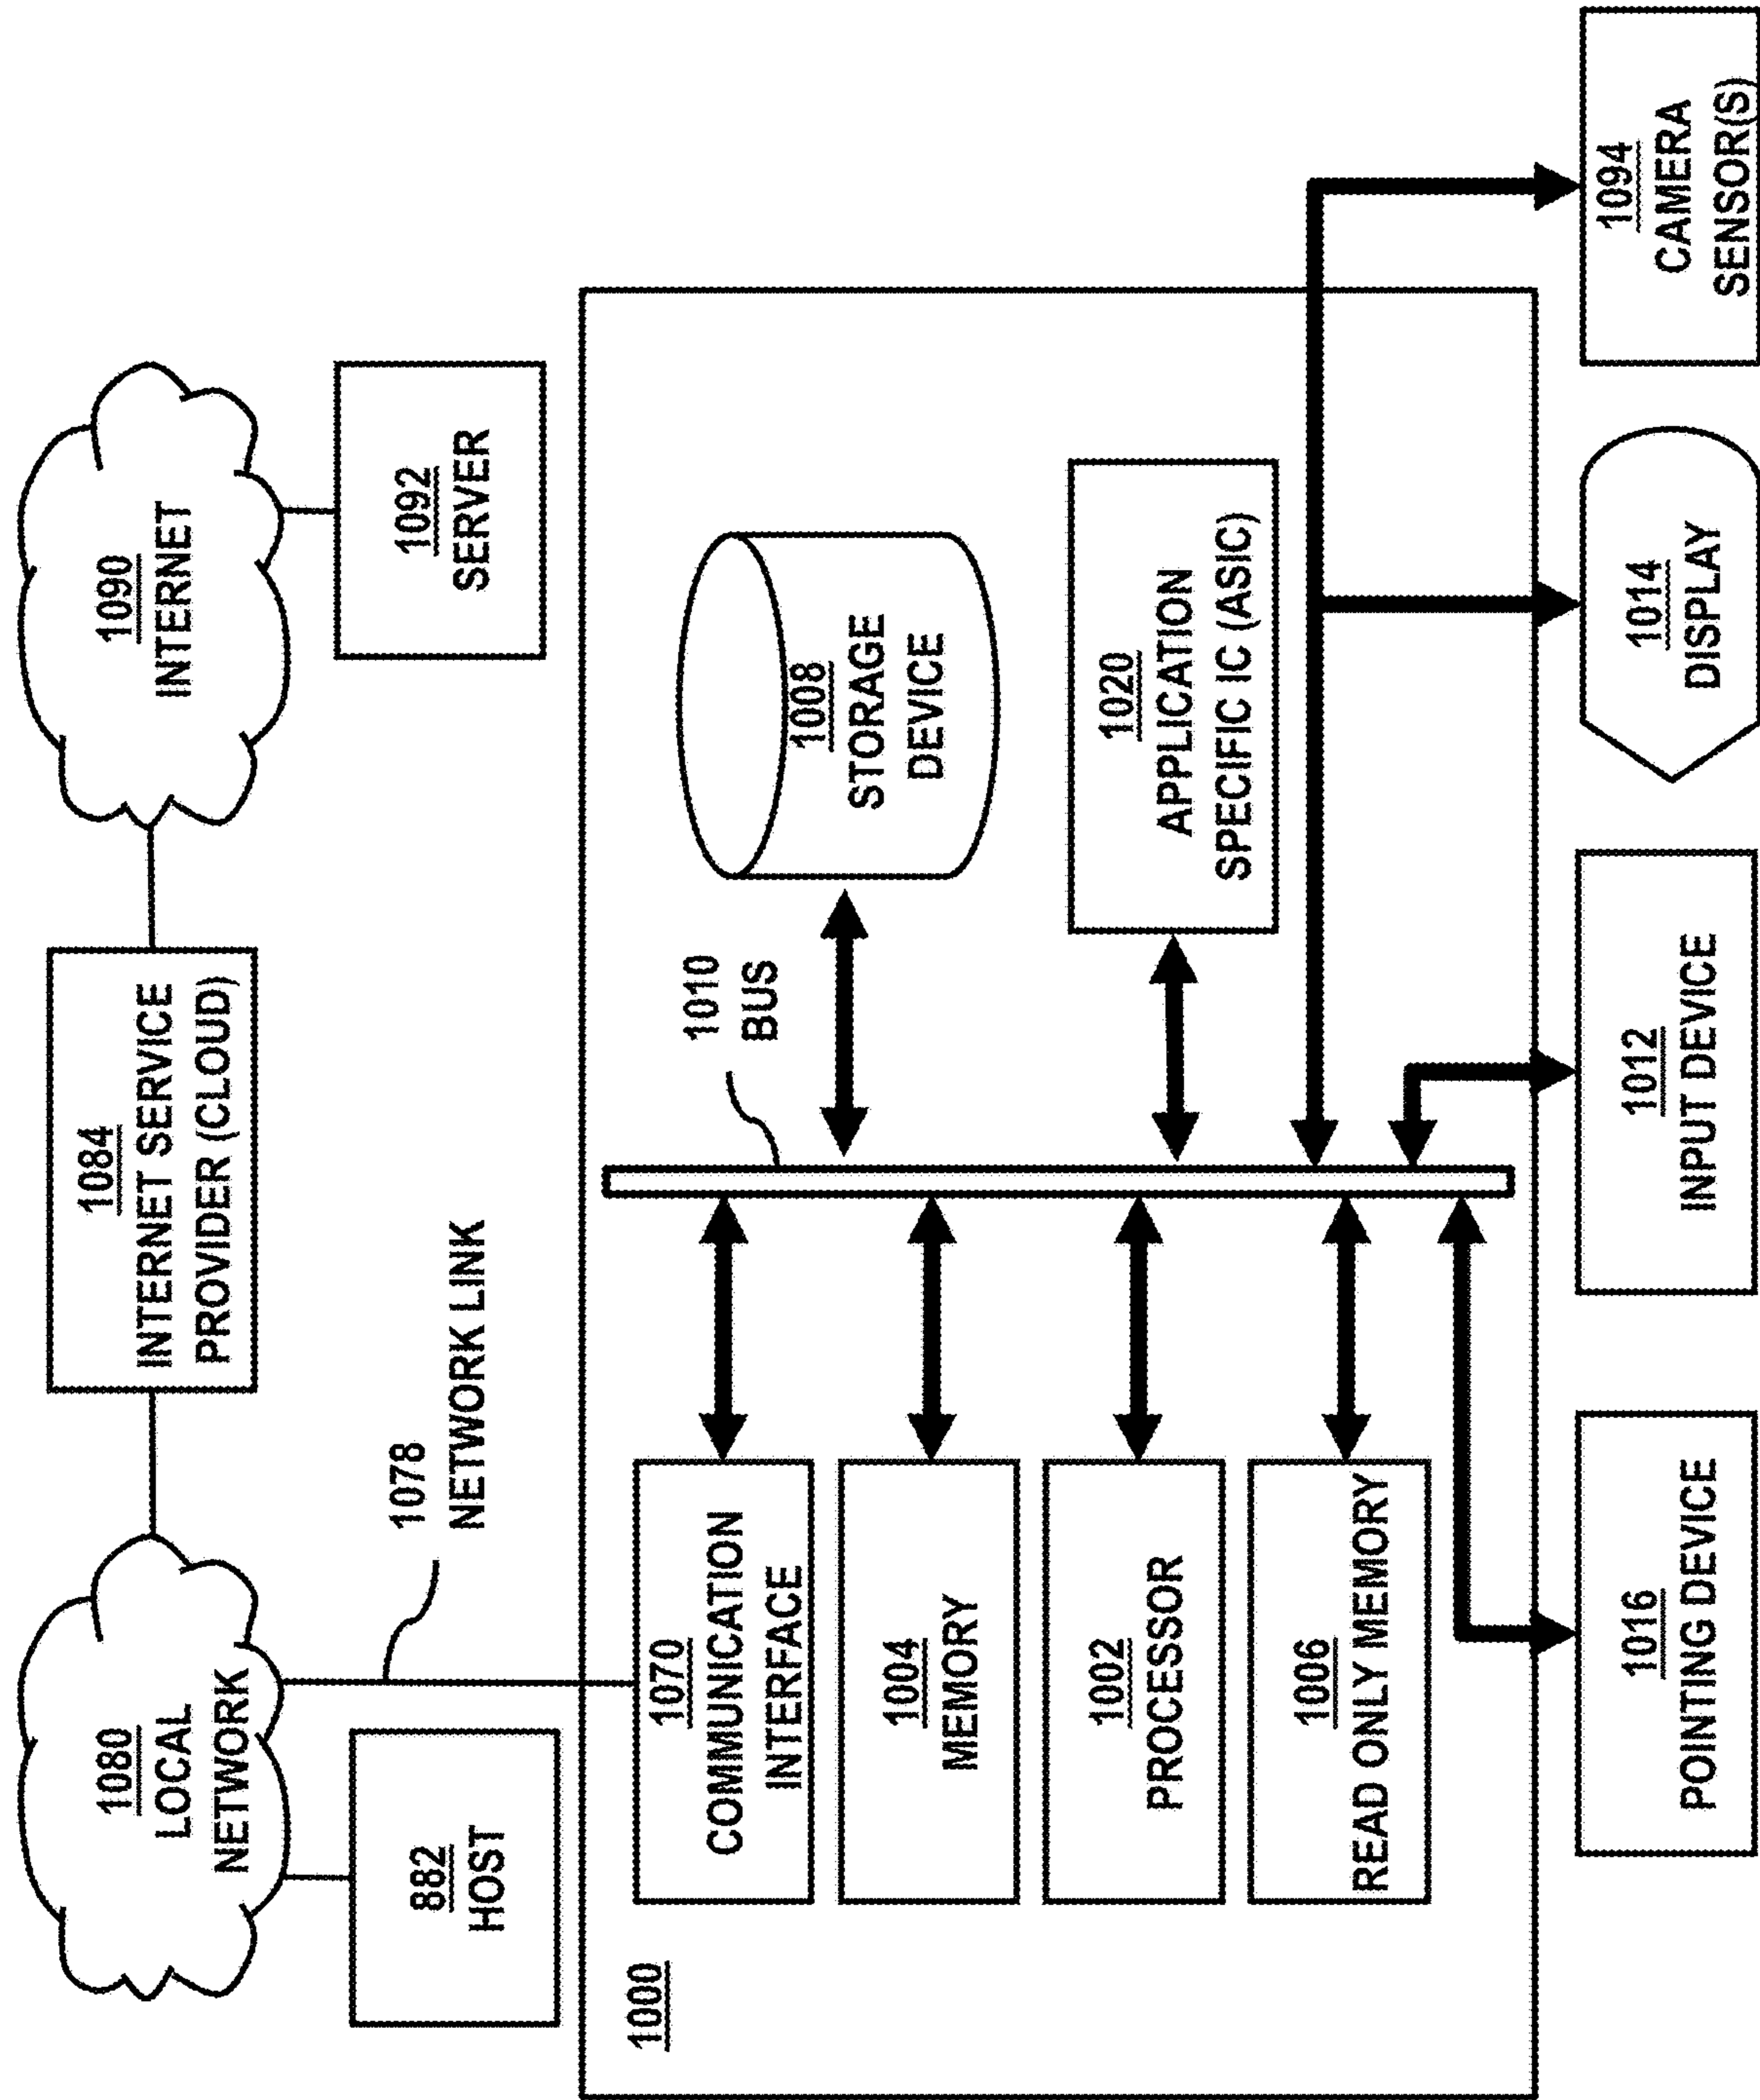 1080
LOCAL
NETWORK
1084
INTERNET SERVICE
PROVIDER (CLOUD)
1090
INTERNET
882
HOST
1078
NETWORK LINK
1092
SERVER
1000
1070
COMMUNICATION
INTERFACE
1004
MEMORY
1002
PROCESSOR
1006
READ ONLY MEMORY
1010
BUS
1008
STORAGE
DEVICE
1020
APPLICATION
SPECIFIC IC (ASIC)
1016
POINTING DEVICE
1012
INPUT DEVICE
1014
DISPLAY
1094
CAMERA
SENSOR(S)